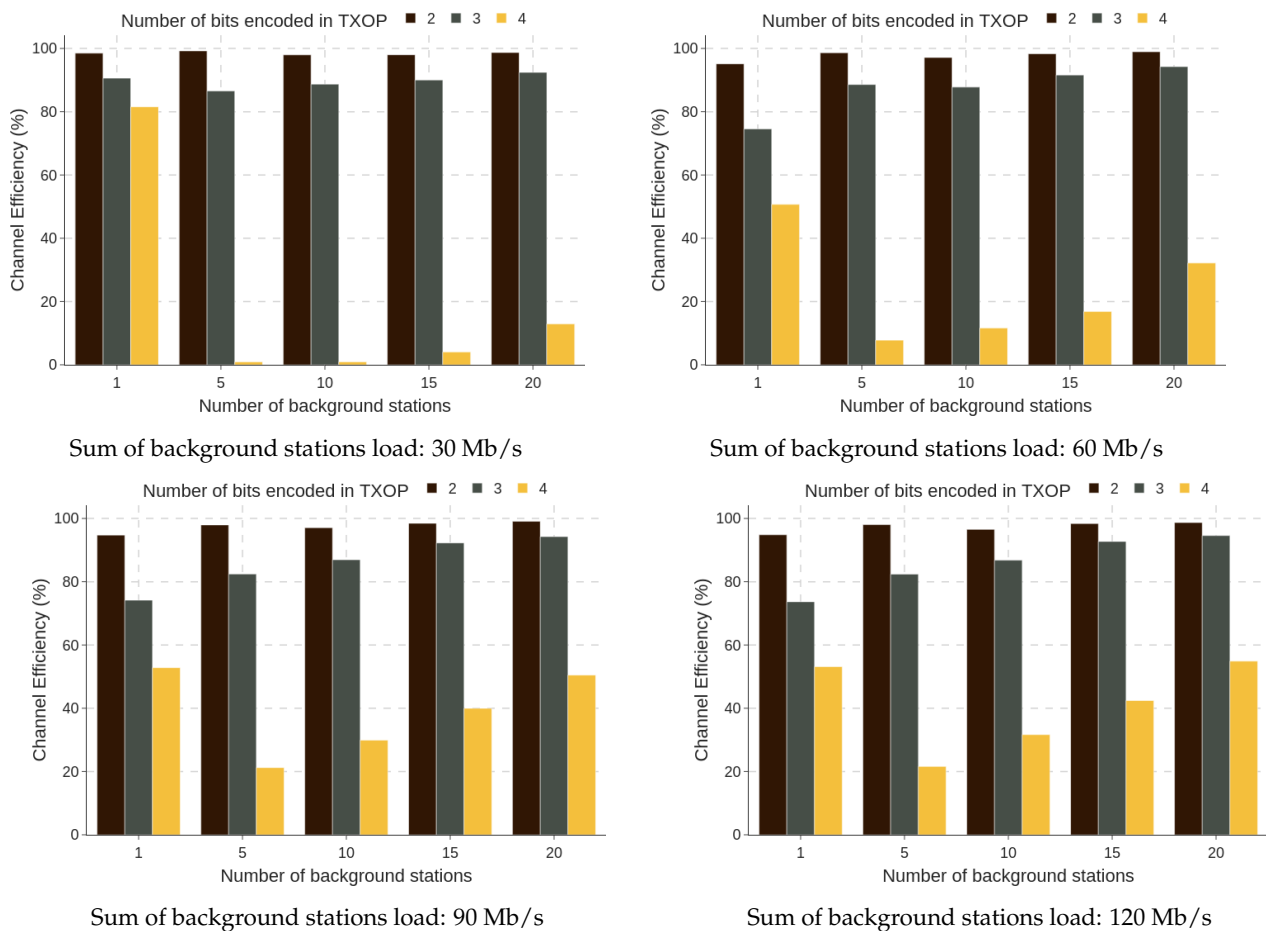 Number of bits encoded in TXOP 2 3 4
Channel Efficiency (%)
100
80
60
40
20
0
1 5 10 15 20
Number of background stations
Sum of background stations load: 30 Mb/s
Number of bits encoded in TXOP 2 3 4
Channel Efficiency (%)
100
80
60
40
20
0
1 5 10 15 20
Number of background stations
Sum of background stations load: 60 Mb/s
Number of bits encoded in TXOP 2 3 4
Channel Efficiency (%)
100
80
60
40
20
0
1 5 10 15 20
Number of background stations
Sum of background stations load: 90 Mb/s
Number of bits encoded in TXOP 2 3 4
Channel Efficiency (%)
100
80
60
40
20
0
1 5 10 15 20
Number of background stations
Sum of background stations load: 120 Mb/s